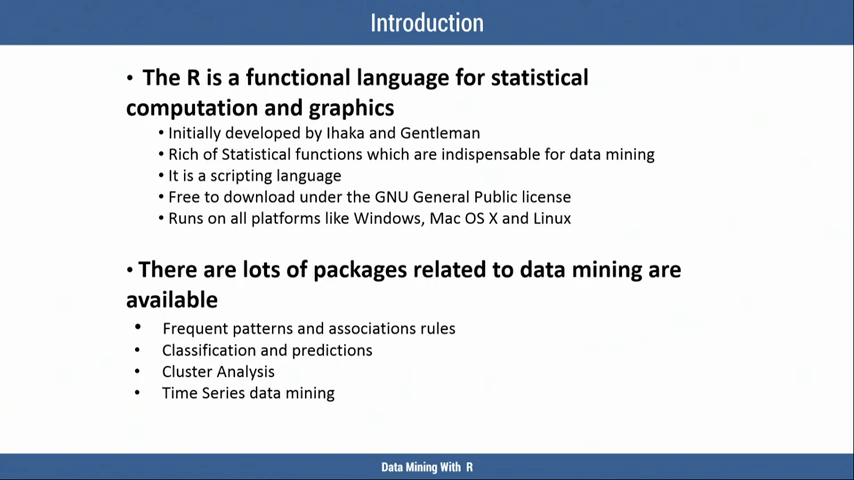 Introduction
• The R is a functional language for statistical
computation and graphics
• Initially developed by Ihaka and Gentleman
• Rich of Statistical functions which are indispensable for data mining
• It is a scripting language
• Free to download under the GNU General Public license
• Runs on all platforms like Windows, Mac OS X and Linux
• There are lots of packages related to data mining are
available
• Frequent patterns and associations rules
• Classification and predictions
• Cluster Analysis
• Time Series data mining
Data Mining With R